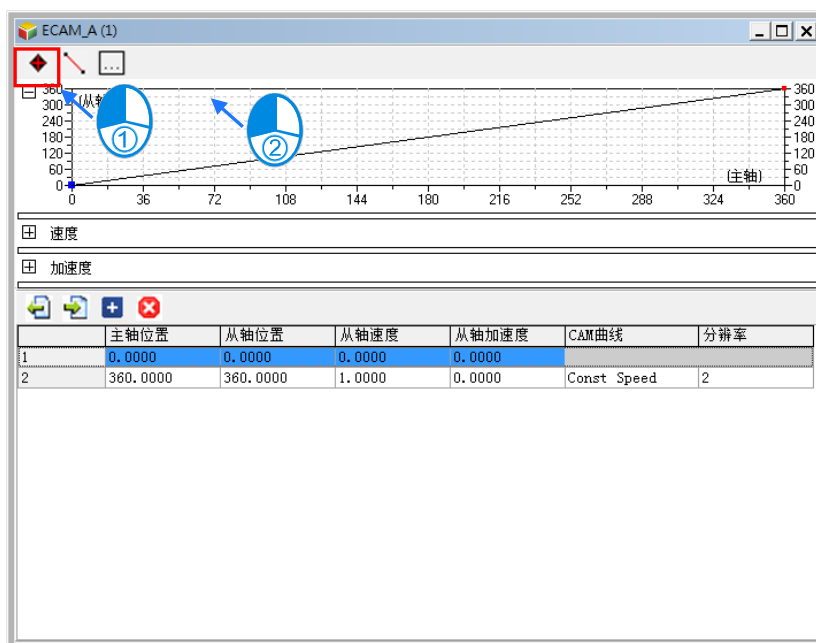 ECAM_A (1)
...
360 (从 360
300 300
240 240
180 180
120 120
60 60
0 (主轴) 0
0 36 72 108 144 180 216 252 288 324 360
① ②
速度
加速度
主轴位置 从轴位置 从轴速度 从轴加速度 CAM曲线 分辨率
1 0.0000 0.0000 0.0000 0.0000
2 360.0000 360.0000 1.0000 0.0000 Const Speed 2